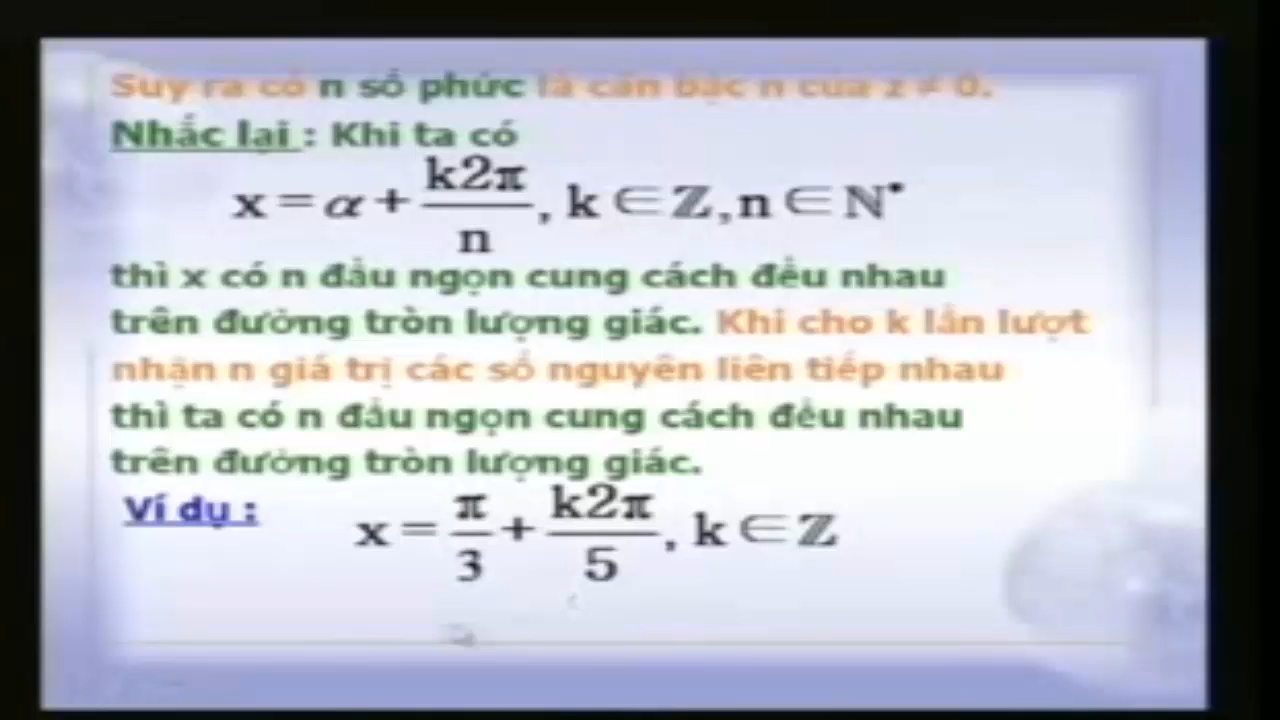 Suy ra có n số phức là căn bậc n của z ≠ 0.
Nhắc lại : Khi ta có
x = α + k2π/n, k ∈ ℤ, n ∈ ℕ*
thì x có n đầu ngọn cung cách đều nhau
trên đường tròn lượng giác. Khi cho k lần lượt
nhận n giá trị các số nguyên liên tiếp nhau
thì ta có n đầu ngọn cung cách đều nhau
trên đường tròn lượng giác.
Ví dụ : x = π/3 + k2π/5, k ∈ ℤ